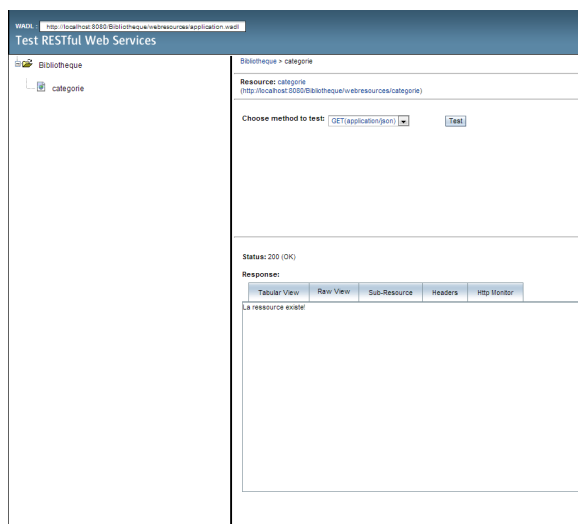 WADL : http://localhost:8080/Bibliotheque/webresources/application.wadl
Test RESTful Web Services
Bibliotheque
categorie
Bibliotheque > categorie
Resource: categorie
(http://localhost:8080/Bibliotheque/webresources/categorie)
Choose method to test: GET(application/json) Test
Status: 200 (OK)
Response:
Tabular View Raw View Sub-Resource Headers Http Monitor
La ressource existe!